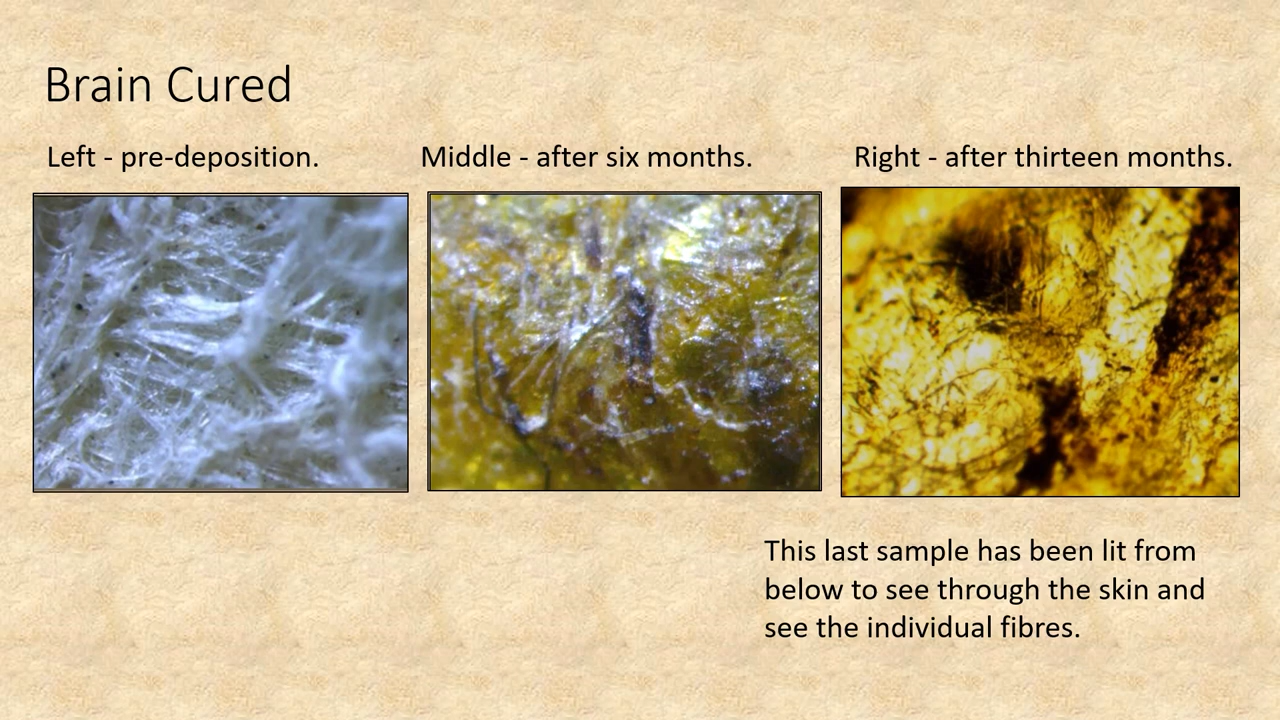 Brain Cured
Left - pre-deposition.
Middle - after six months.
Right - after thirteen months.
This last sample has been lit from
below to see through the skin and
see the individual fibres.